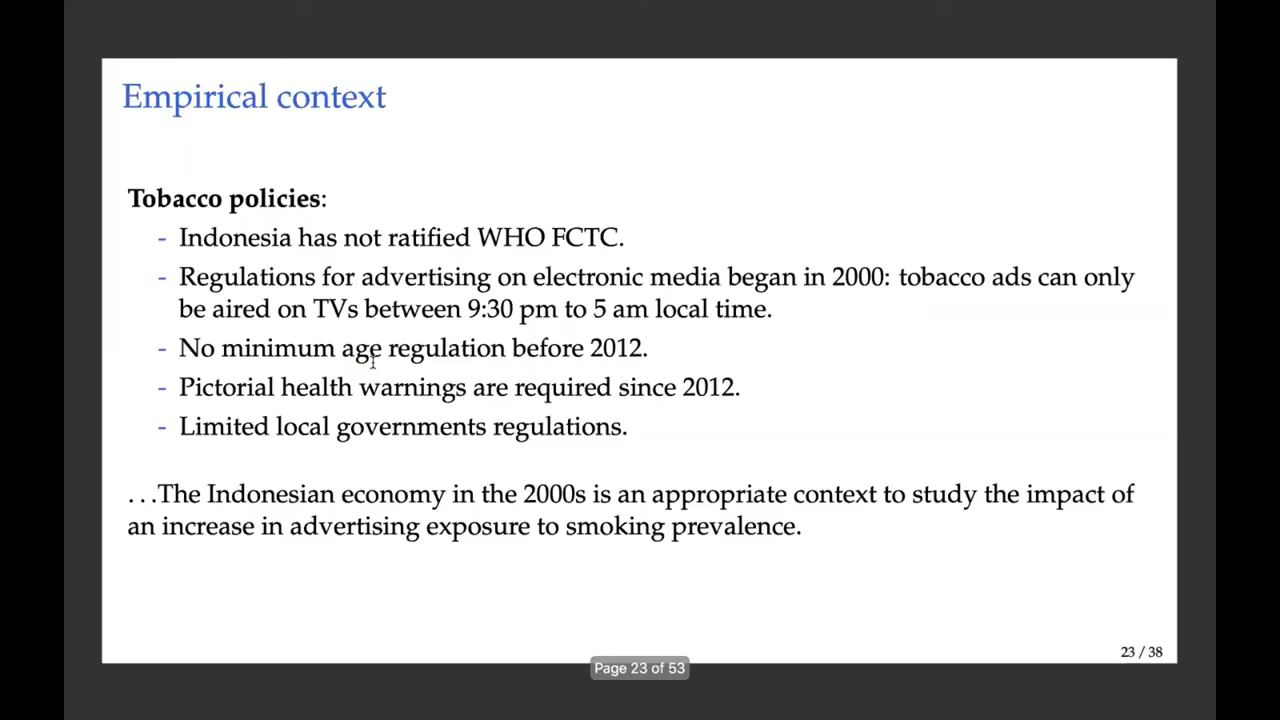 Empirical context
Tobacco policies:
- Indonesia has not ratified WHO FCTC.
- Regulations for advertising on electronic media began in 2000: tobacco ads can only
be aired on TVs between 9:30 pm to 5 am local time.
- No minimum age regulation before 2012.
- Pictorial health warnings are required since 2012.
- Limited local governments regulations.
...The Indonesian economy in the 2000s is an appropriate context to study the impact of
an increase in advertising exposure to smoking prevalence.
23 / 38
Page 23 of 53